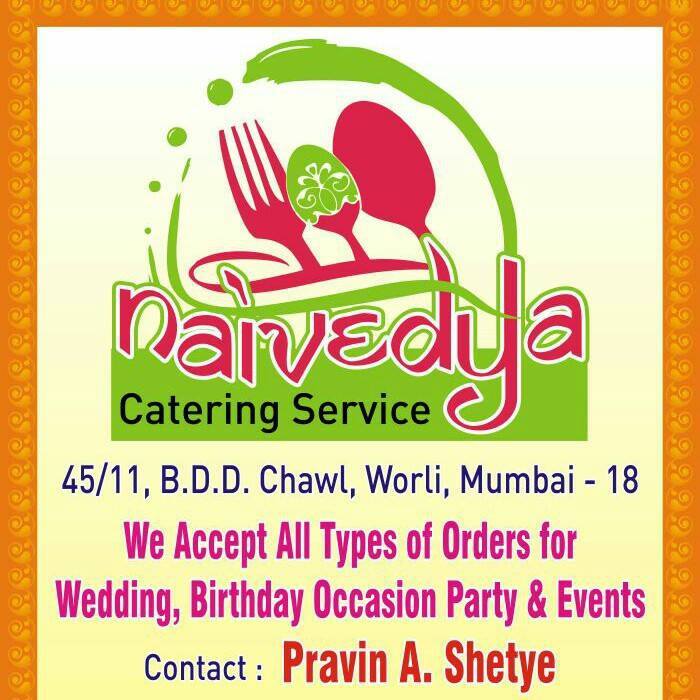 naivedya
Catering Service
45/11, B.D.D. Chawl, Worli, Mumbai - 18
We Accept All Types of Orders for
Wedding, Birthday Occasion Party & Events
Contact : Pravin A. Shetye